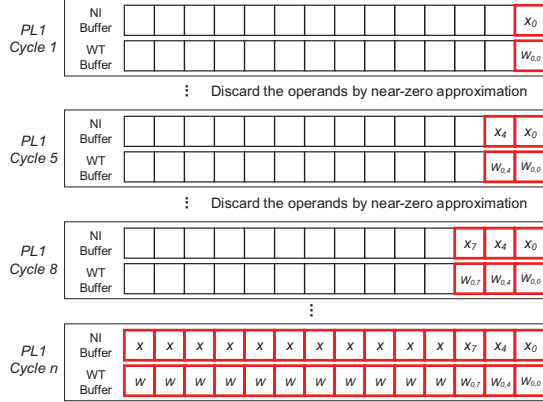 PL1 Cycle 1
NI Buffer
x0
WT Buffer
w0,0
⋮ Discard the operands by near-zero approximation
PL1 Cycle 5
NI Buffer
x4 x0
WT Buffer
w0,4 w0,0
⋮ Discard the operands by near-zero approximation
PL1 Cycle 8
NI Buffer
x7 x4 x0
WT Buffer
w0,7 w0,4 w0,0
⋮
PL1 Cycle n
NI Buffer
x x x x x x x x x x x x7 x4 x0
WT Buffer
w w w w w w w w w w w w0,7 w0,4 w0,0